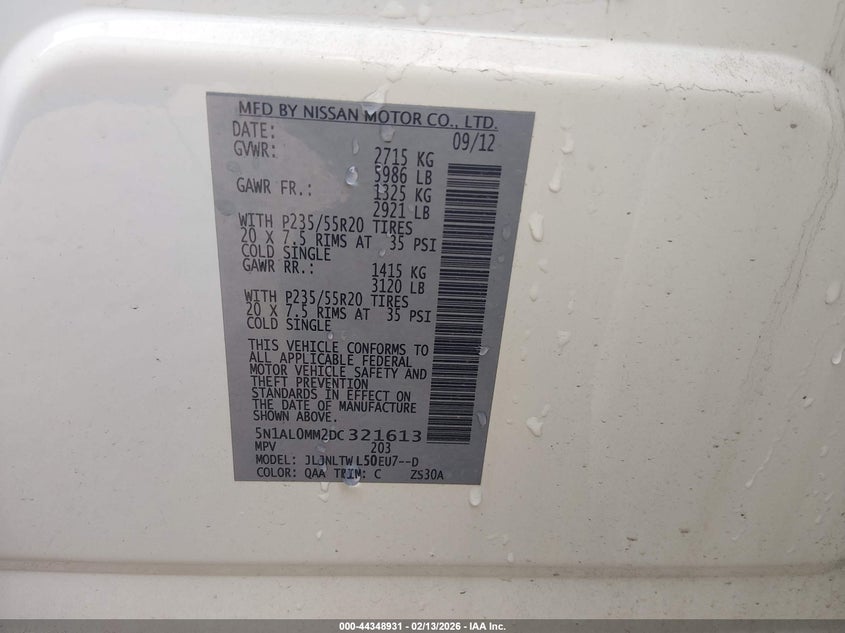 MFD BY NISSAN MOTOR CO., LTD.
DATE: 09/12
GVWR: 2715 KG
5986 LB
GAWR FR.: 1325 KG
2921 LB
WITH P235/55R20 TIRES
20 X 7.5 RIMS AT 35 PSI
COLD SINGLE
GAWR RR.: 1415 KG
3120 LB
WITH P235/55R20 TIRES
20 X 7.5 RIMS AT 35 PSI
COLD SINGLE
THIS VEHICLE CONFORMS TO
ALL APPLICABLE FEDERAL
MOTOR VEHICLE SAFETY AND
THEFT PREVENTION
STANDARDS IN EFFECT ON
THE DATE OF MANUFACTURE
SHOWN ABOVE.
5N1AL0MM2DC321613
MPV 203
MODEL: JLJNLTWL50EU7--D
COLOR: QAA TRIM: C ZS30A
000-44348931 - 02/13/2026 - IAA Inc.